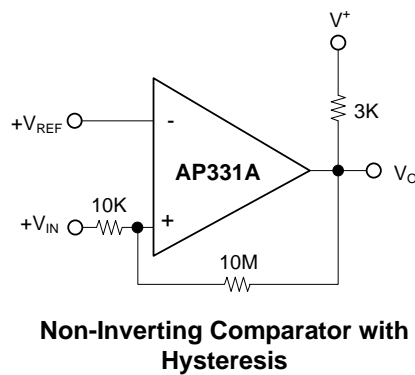 V+
3K
+VREF
-
AP331A
VO
+VIN
10K
+
10M
Non-Inverting Comparator with
Hysteresis